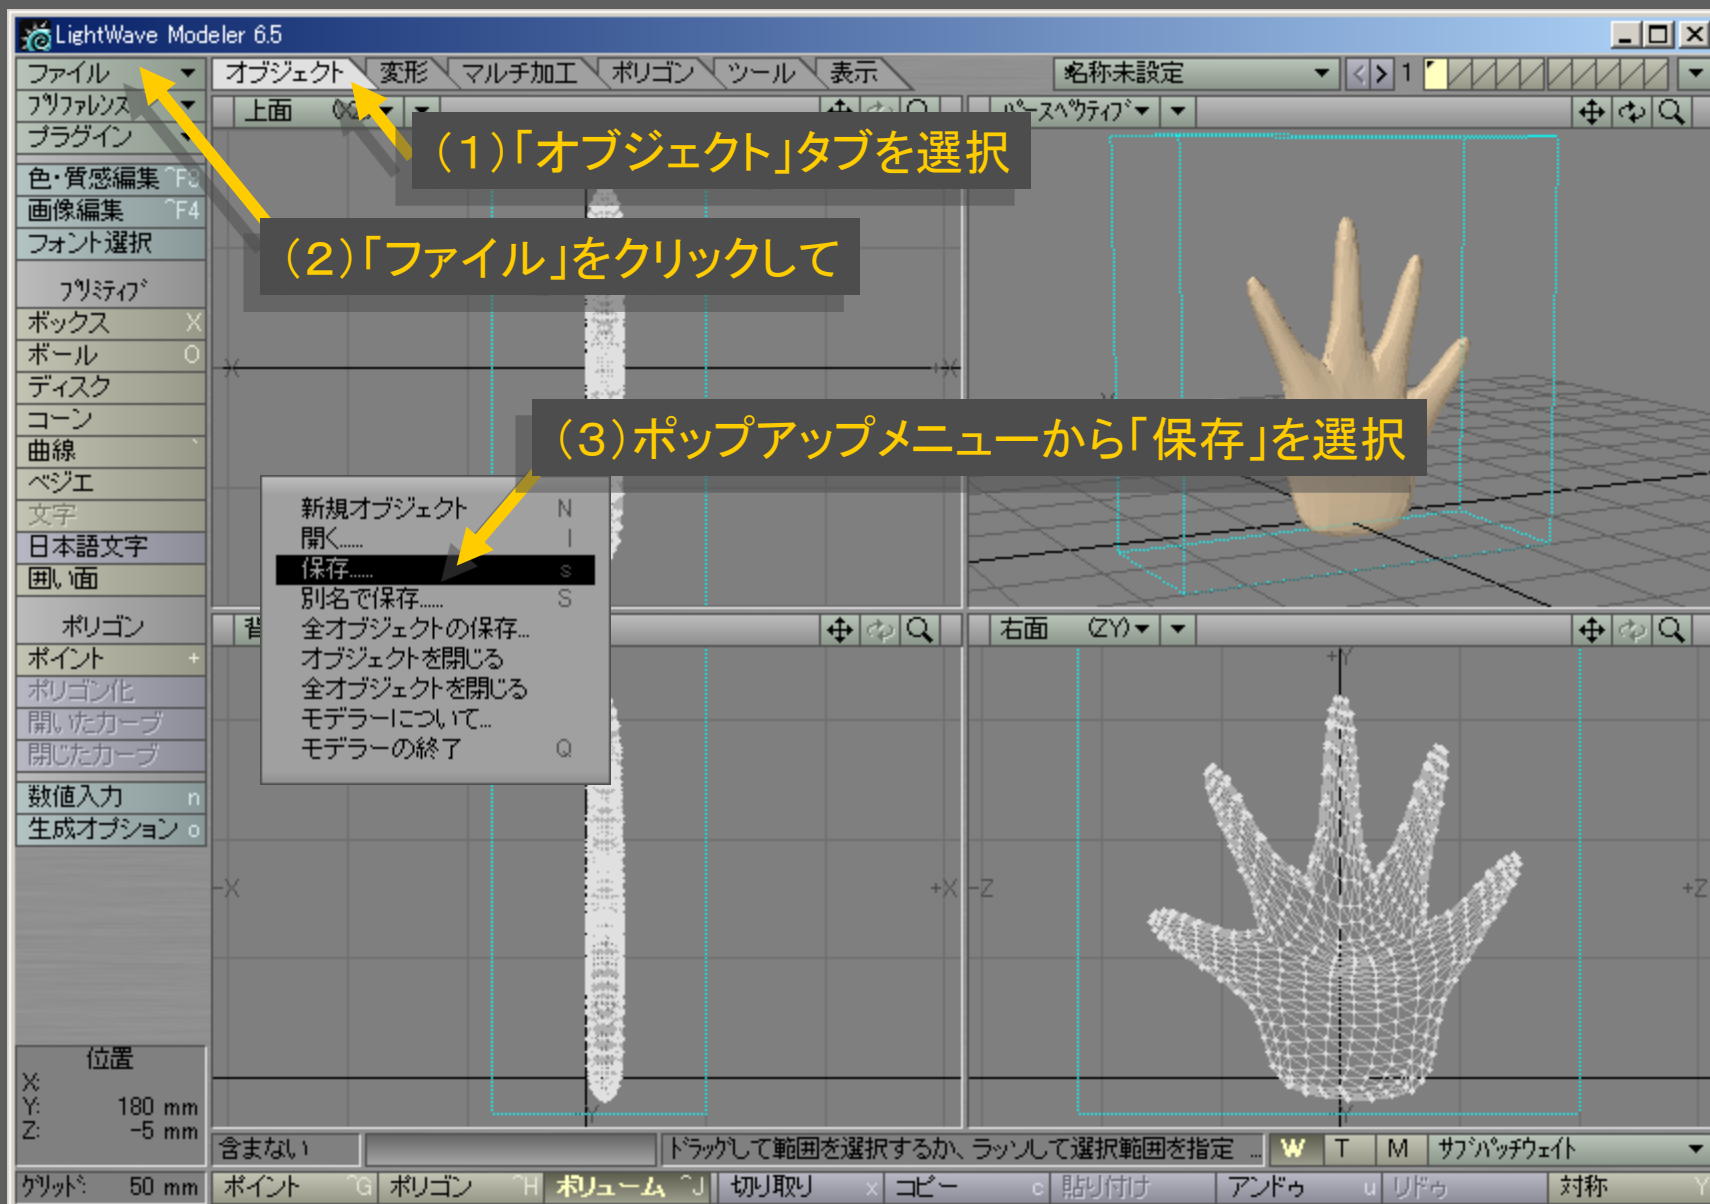 LightWave Modeler 6.5
ファイル
オブジェクト 変形 マルチ加工 ポリゴン ツール 表示
名称未設定 1
プリファレンス
プラグイン
上面
パースペクティブ
(1)「オブジェクト」タブを選択
色・質感編集
画像編集 ^F4
フォント選択
(2)「ファイル」をクリックして
プリミティブ
ボックス X
ボール O
ディスク
コーン
曲線 `
ベジエ
文字
日本語文字
囲い面
-X +X
(3)ポップアップメニューから「保存」を選択
新規オブジェクト N
開く...... l
保存...... s
別名で保存...... S
全オブジェクトの保存...
オブジェクトを閉じる
全オブジェクトを閉じる
モデラーについて...
モデラーの終了 Q
背
右面 (ZY)
ポリゴン
ポイント +
ポリゴン化
開いたカーブ
閉じたカーブ
数値入力 n
生成オプション o
+Y
-X +X
-Z +Z
Y
Y
位置
X:
Y: 180 mm
Z: -5 mm
グリッド: 50 mm
含まない
ドラッグして範囲を選択するか、ラッソして選択範囲を指定 ...
W T M サブパッチウェイト
ポイント ^G ポリゴン ^H ボリューム ^J 切り取り x コピー c 貼り付け アンドゥ u リドゥ 対称 Y